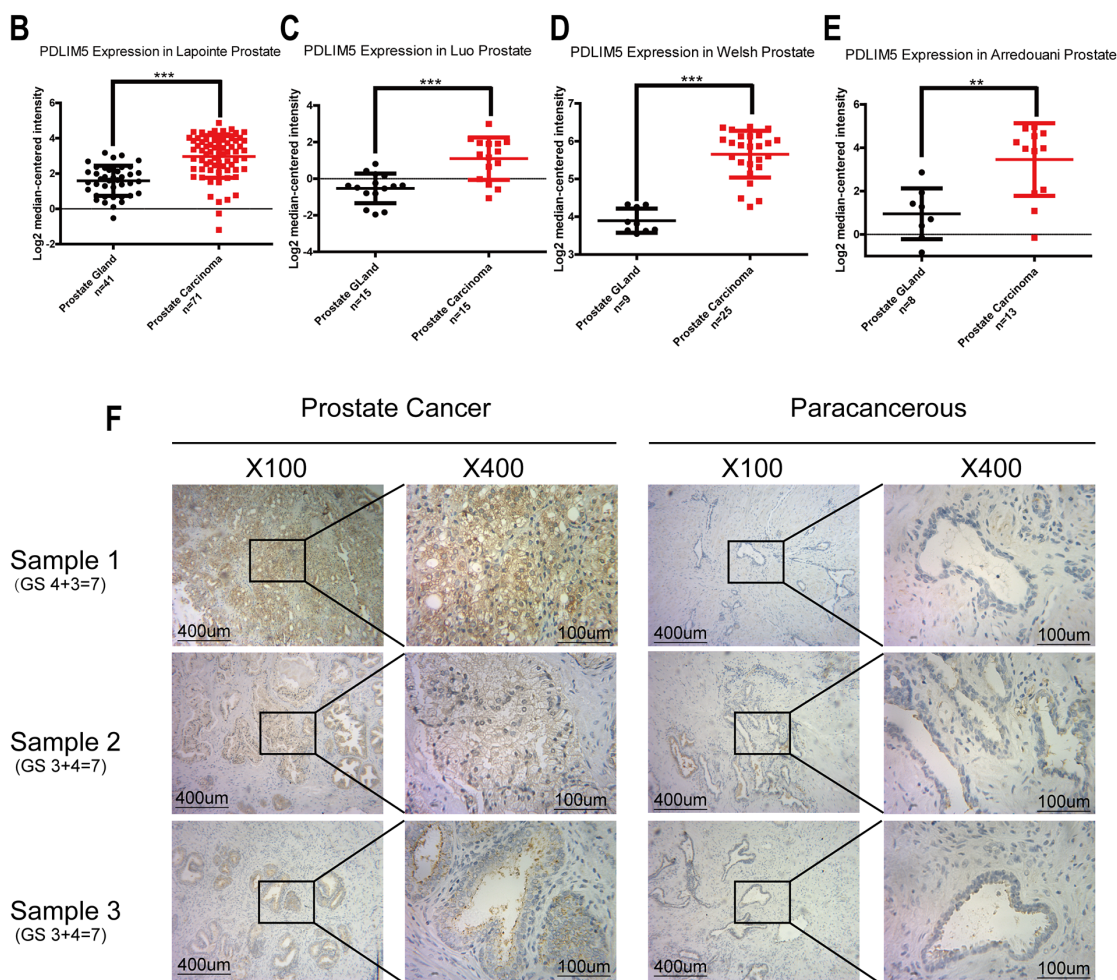 B
PDLIM5 Expression in Lapointe Prostate
***
Log2 median-centered intensity
6
4
2
0
-2
Prostate Gland
n=41
Prostate Carcinoma
n=71
C
PDLIM5 Expression in Luo Prostate
***
Log2 median-centered intensity
4
2
0
-2
-4
Prostate GLand
n=15
Prostate Carcinoma
n=15
D
PDLIM5 Expression in Welsh Prostate
***
Log2 median-centered intensity
7
6
5
4
3
Prostate GLand
n=9
Prostate Carcinoma
n=25
E
PDLIM5 Expression in Arredouani Prostate
**
Log2 median-centered intensity
6
4
2
0
Prostate GLand
n=8
Prostate Carcinoma
n=13
F
Prostate Cancer
Paracancerous
X100
X400
X100
X400
Sample 1
(GS 4+3=7)
400um
100um
400um
100um
Sample 2
(GS 3+4=7)
400um
100um
400um
100um
Sample 3
(GS 3+4=7)
400um
100um
400um
100um